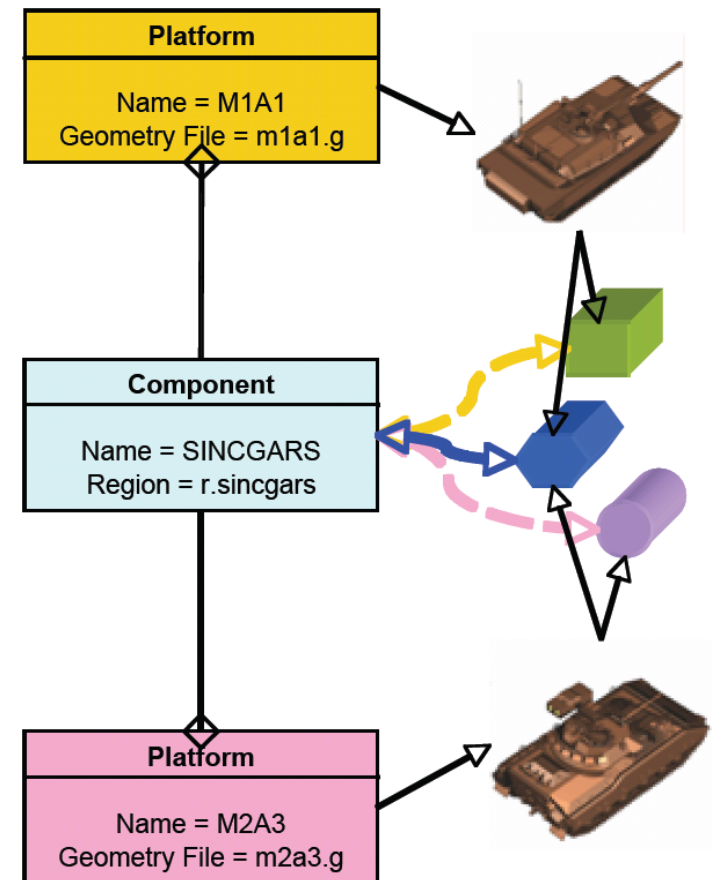 Platform
Name = M1A1
Geometry File = m1a1.g
Component
Name = SINCGARS
Region = r.sincgars
Platform
Name = M2A3
Geometry File = m2a3.g